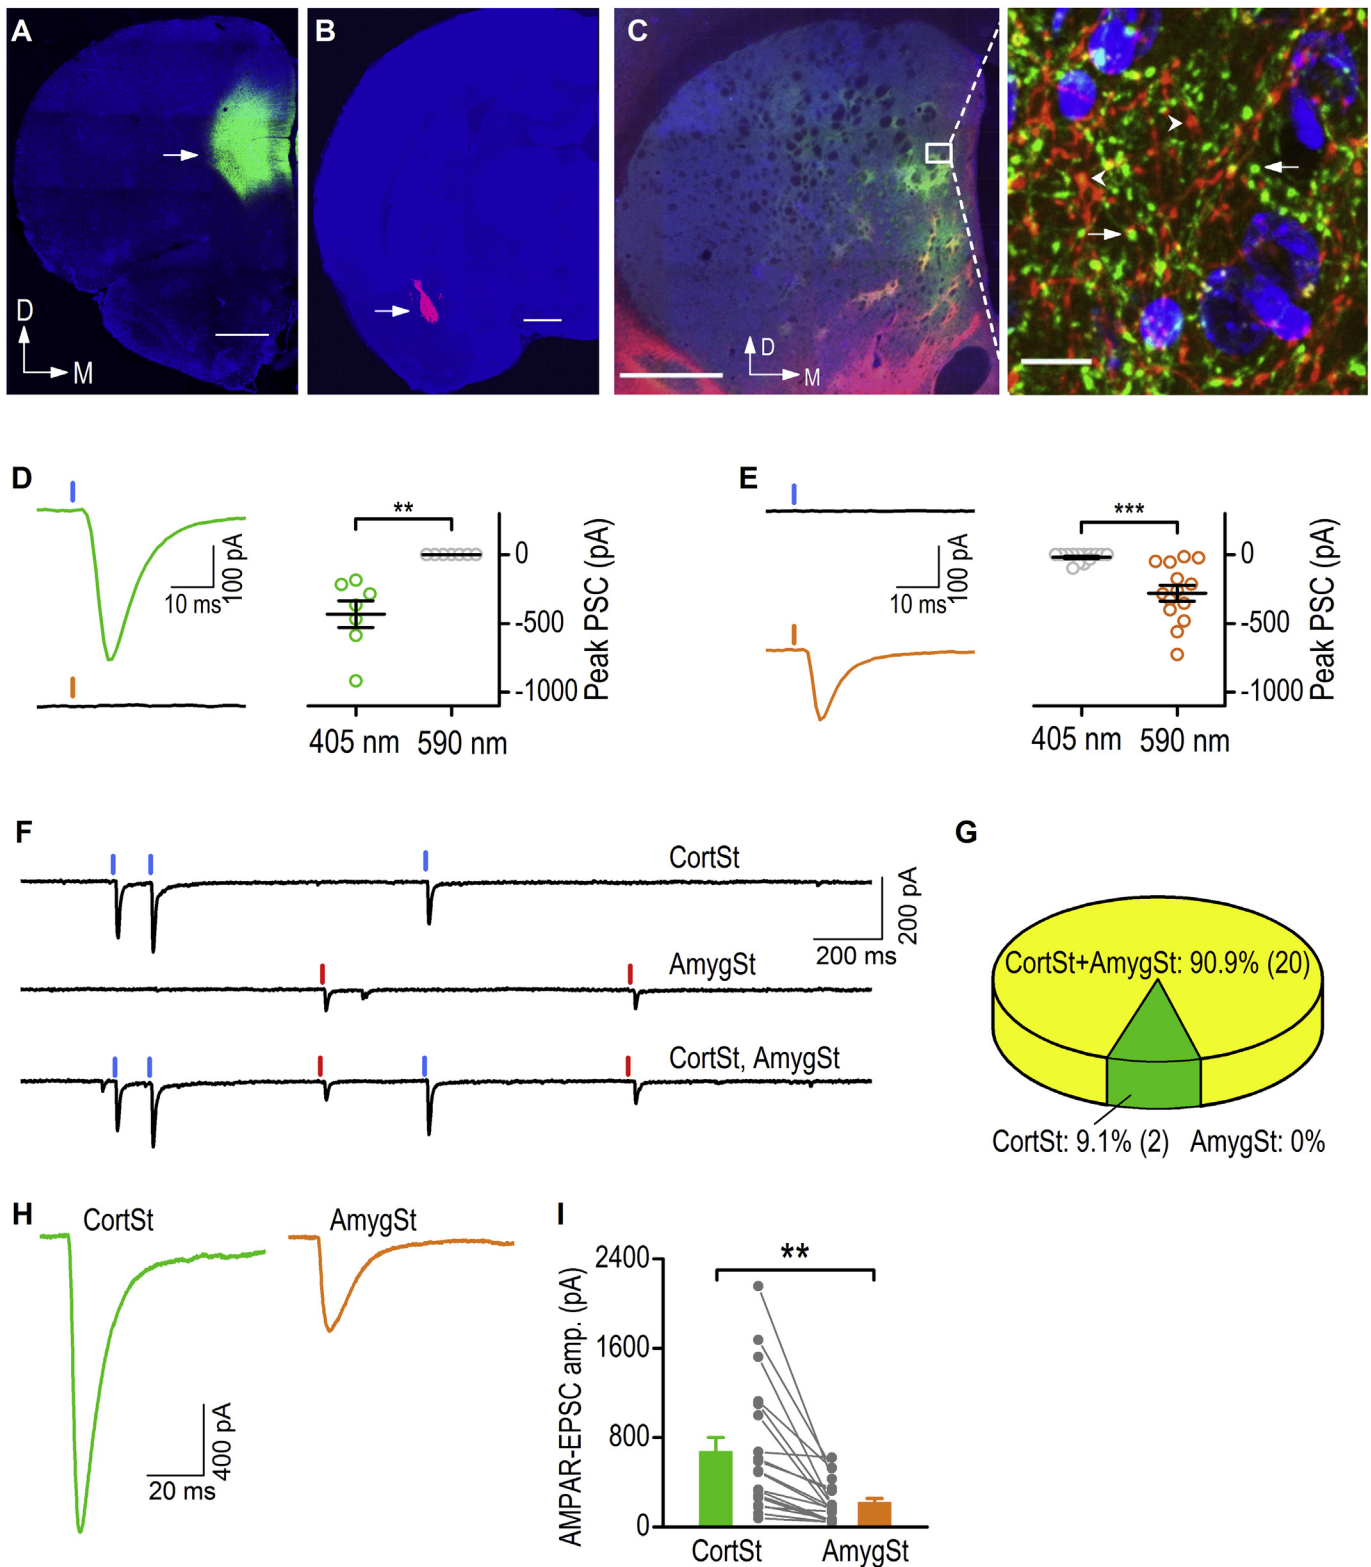 A
B
C
D
M
D
M
D
**
0
-500
-1000
Peak PSC (pA)
10 ms
100 pA
405 nm
590 nm
E
***
0
-500
-1000
Peak PSC (pA)
10 ms
100 pA
405 nm
590 nm
F
CortSt
200 pA
200 ms
AmygSt
CortSt, AmygSt
G
CortSt+AmygSt: 90.9% (20)
CortSt: 9.1% (2)
AmygSt: 0%
H
CortSt
AmygSt
400 pA
20 ms
I
**
2400
1600
800
0
AMPAR-EPSC amp. (pA)
CortSt
AmygSt